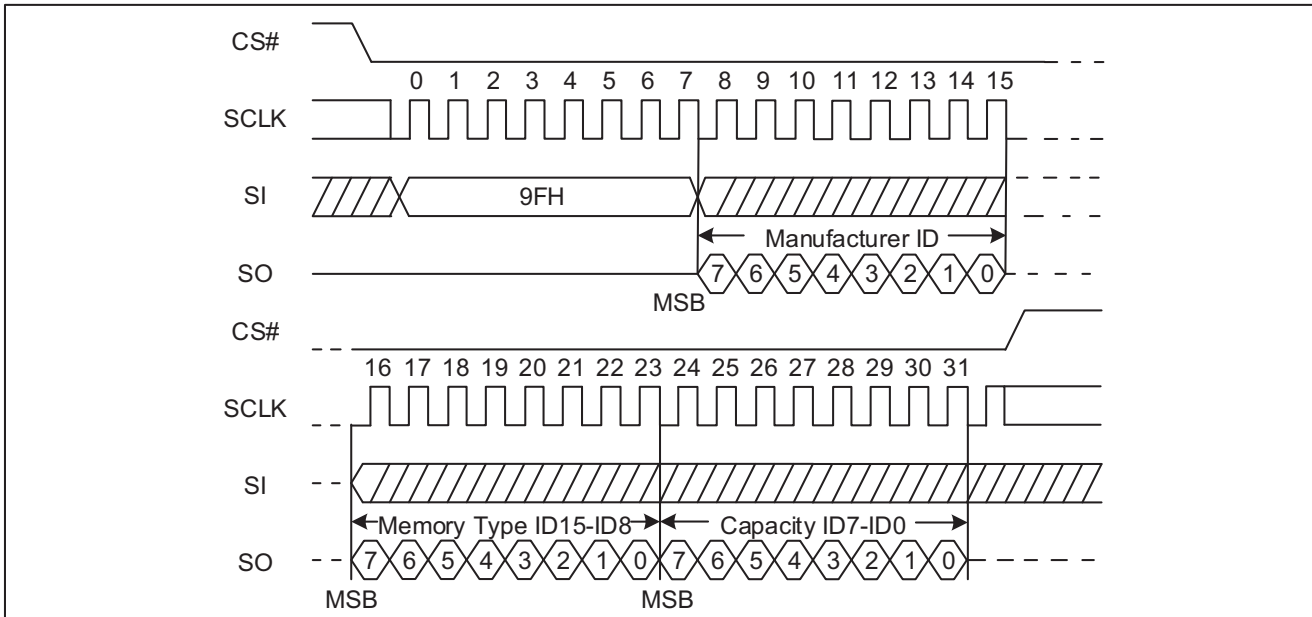 CS#
0 1 2 3 4 5 6 7 8 9 10 11 12 13 14 15
SCLK
SI 9FH
Manufacturer ID
SO 7 6 5 4 3 2 1 0
MSB
CS#
16 17 18 19 20 21 22 23 24 25 26 27 28 29 30 31
SCLK
SI
Memory Type ID15-ID8 Capacity ID7-ID0
SO 7 6 5 4 3 2 1 0 7 6 5 4 3 2 1 0
MSB MSB